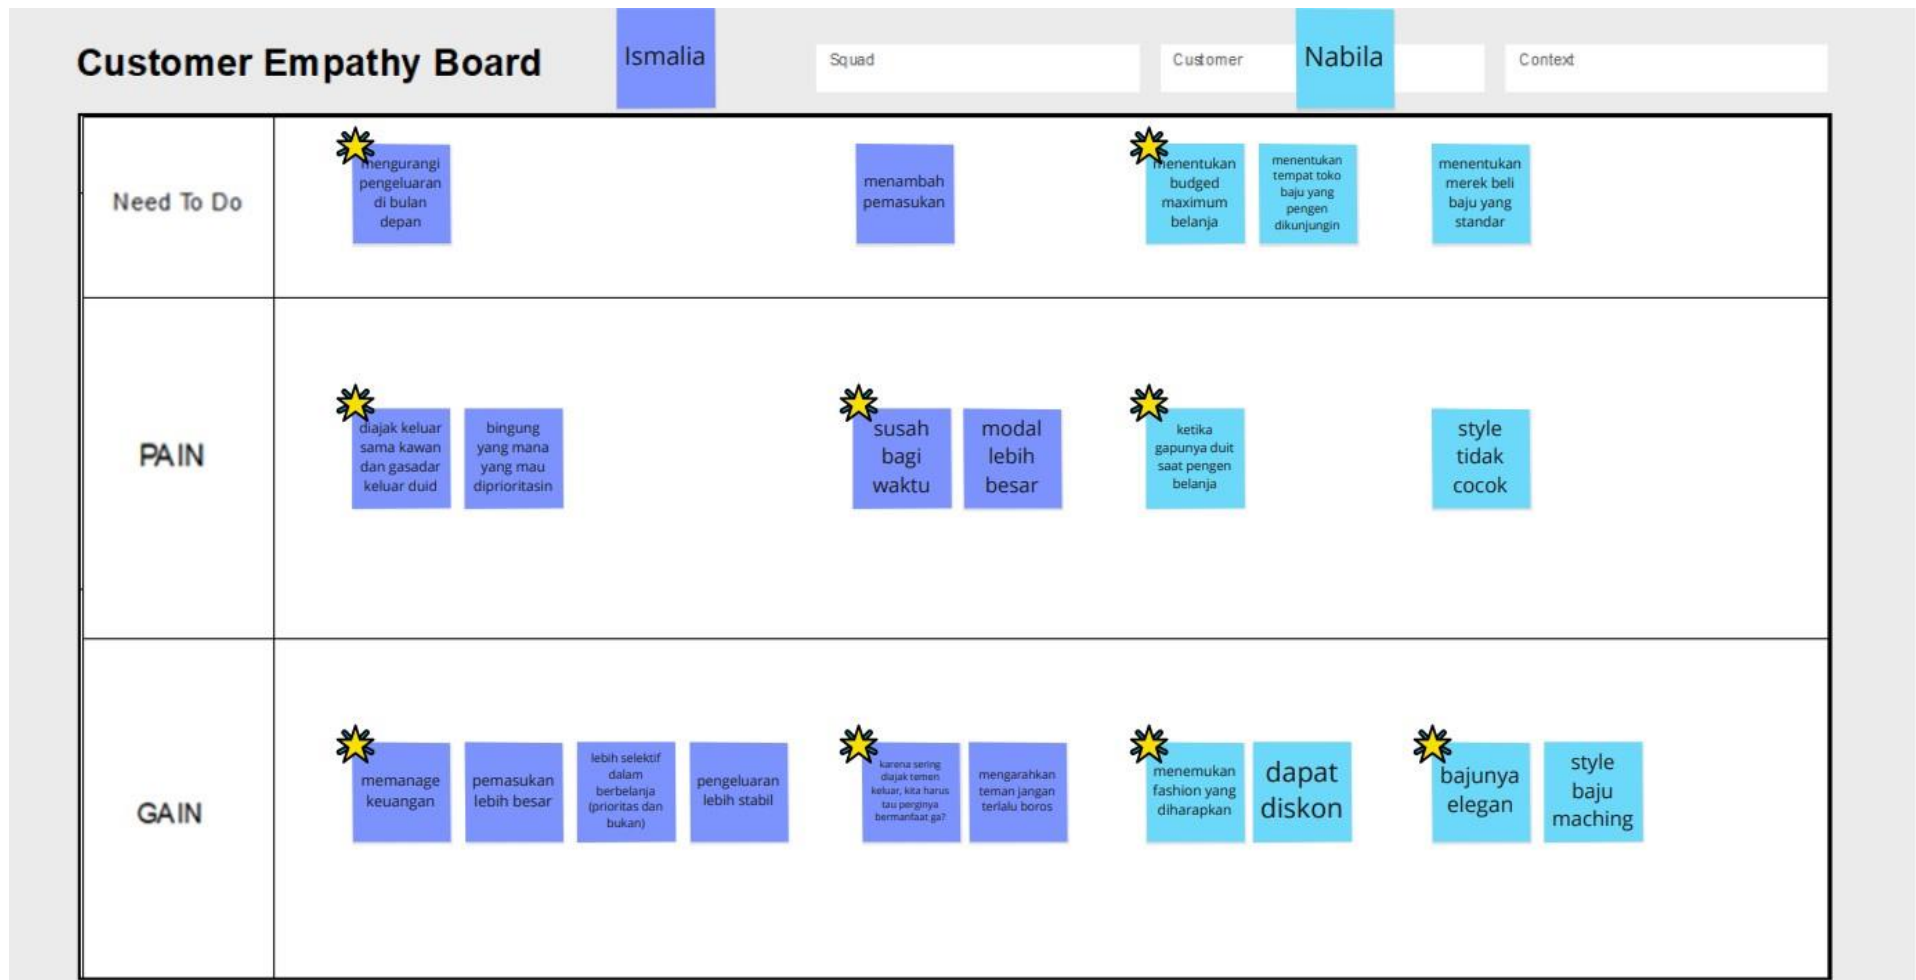 Customer Empathy Board
Ismalia
Squad
Customer
Nabila
Context
Need To Do
mengurangi
pengeluaran
di bulan
depan
menambah
pemasukan
menentukan
budged
maximum
belanja
menentukan
tempat toko
baju yang
pengen
dikunjungin
menentukan
merek beli
baju yang
standar
PAIN
diajak keluar
sama kawan
dan gasadar
keluar duid
bingung
yang mana
yang mau
diprioritasin
susah
bagi
waktu
modal
lebih
besar
ketika
gapunya duit
saat pengen
belanja
style
tidak
cocok
GAIN
memanage
keuangan
pemasukan
lebih besar
lebih selektif
dalam
berbelanja
(prioritas dan
bukan)
pengeluaran
lebih stabil
karena sering
diajak temen
keluar, kita harus
tau perginya
bermanfaat ga?
mengarahkan
teman jangan
terlalu boros
menemukan
fashion yang
diharapkan
dapat
diskon
bajunya
elegan
style
baju
maching